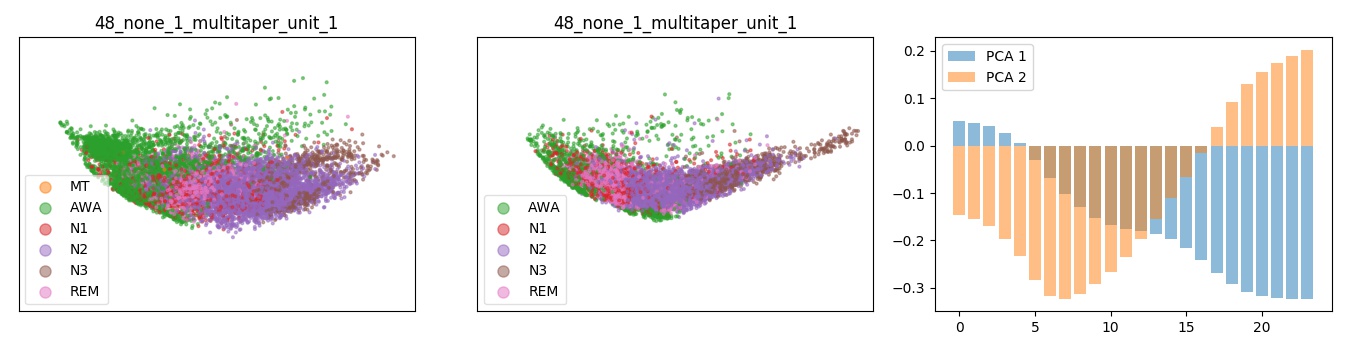 48_none_1_multitaper_unit_1
MT
AWA
N1
N2
N3
REM
48_none_1_multitaper_unit_1
AWA
N1
N2
N3
REM
PCA 1
PCA 2
0.2
0.1
0.0
−0.1
−0.2
−0.3
0 5 10 15 20